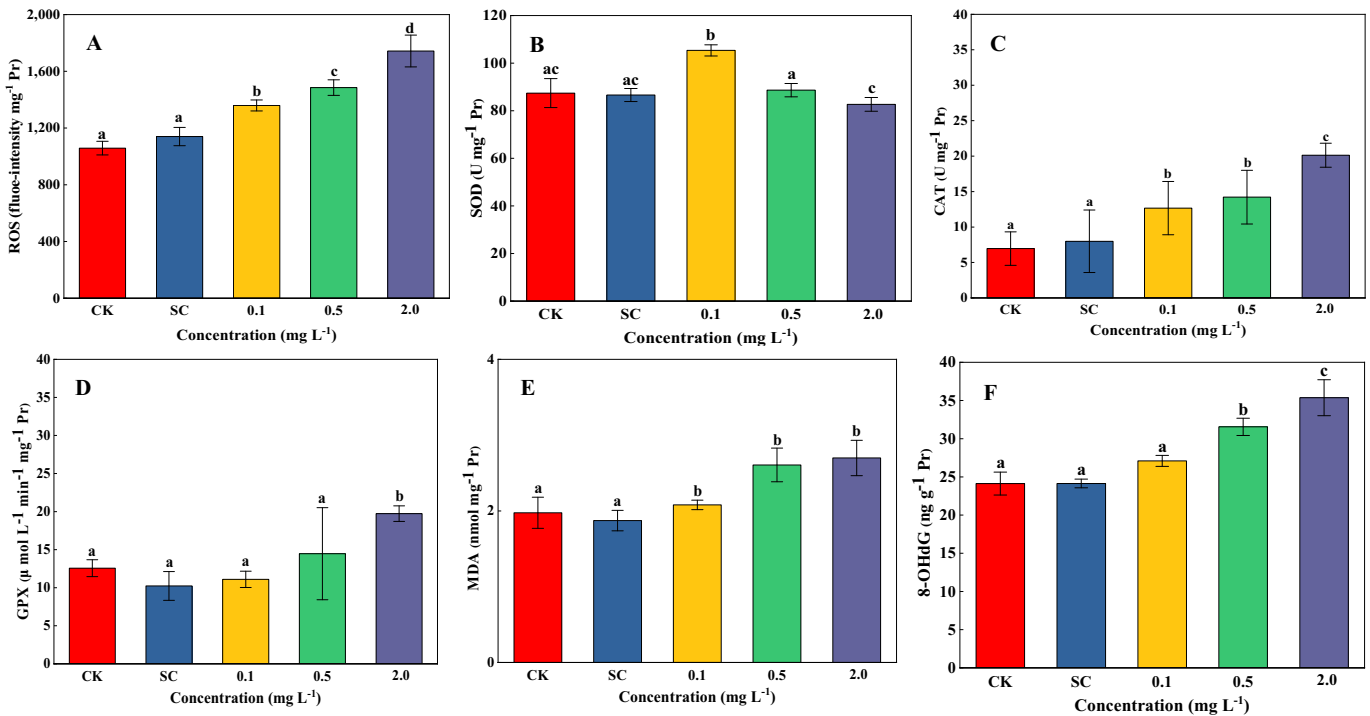 2,000
1,600
1,200
800
400
0
ROS (fluoe-intensity mg⁻¹ Pr)
A
a
a
b
c
d
CK SC 0.1 0.5 2.0
Concentration (mg L⁻¹)
120
100
80
60
40
20
0
SOD (U mg⁻¹ Pr)
B
ac
ac
b
a
c
CK SC 0.1 0.5 2.0
Concentration (mg L⁻¹)
40
35
30
25
20
15
10
5
0
CAT (U mg⁻¹ Pr)
C
a
a
b
b
c
CK SC 0.1 0.5 2.0
Concentration (mg L⁻¹)
40
35
30
25
20
15
10
5
0
GPX (μ mol L⁻¹ min⁻¹ mg⁻¹ Pr)
D
a
a
a
a
b
CK SC 0.1 0.5 2.0
Concentration (mg L⁻¹)
4
2
0
MDA (nmol mg⁻¹ Pr)
E
a
a
b
b
b
CK SC 0.1 0.5 2.0
Concentration (mg L⁻¹)
40
35
30
25
20
15
10
5
0
8-OHdG (ng g⁻¹ Pr)
F
a
a
a
b
c
CK SC 0.1 0.5 2.0
Concentration (mg L⁻¹)